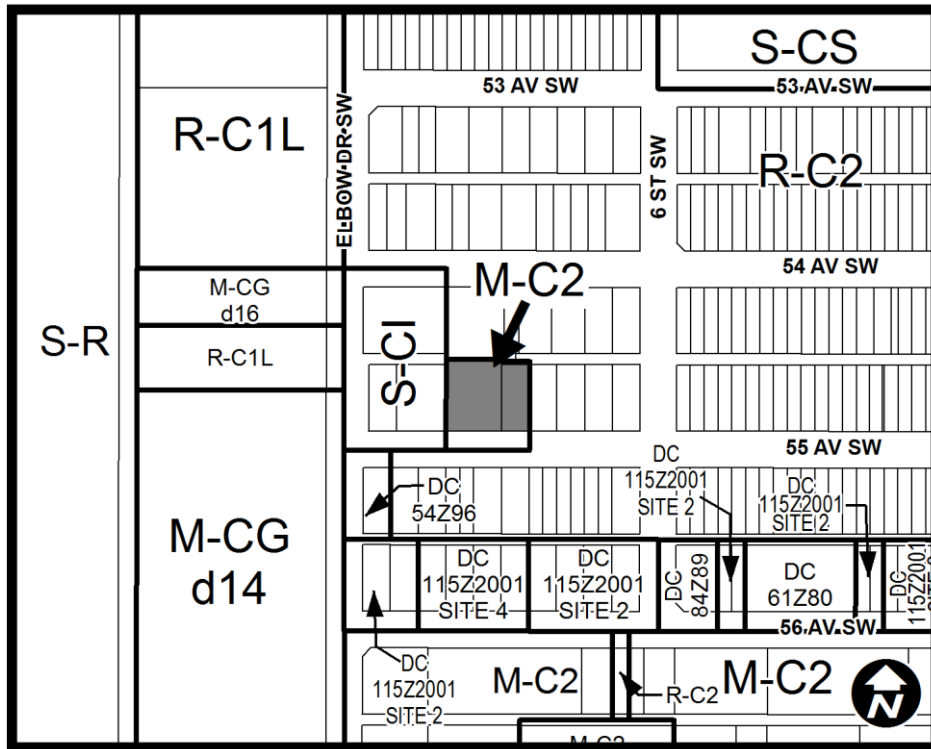 S-CS
53 AV SW
53 AV SW
R-C1L
ELBOW DR SW
6 ST SW
R-C2
54 AV SW
M-C2
M-CG
d16
S-R
R-C1L
S-CI
55 AV SW
DC
54Z96
DC
115Z2001
SITE 2
DC
115Z2001
SITE 2
M-CG
d14
DC
115Z2001
SITE 4
DC
115Z2001
SITE 2
DC
84Z89
DC
61Z80
DC
115Z2001
56 AV SW
DC
115Z2001
SITE 2
M-C2
R-C2
M-C2
N
M-C2